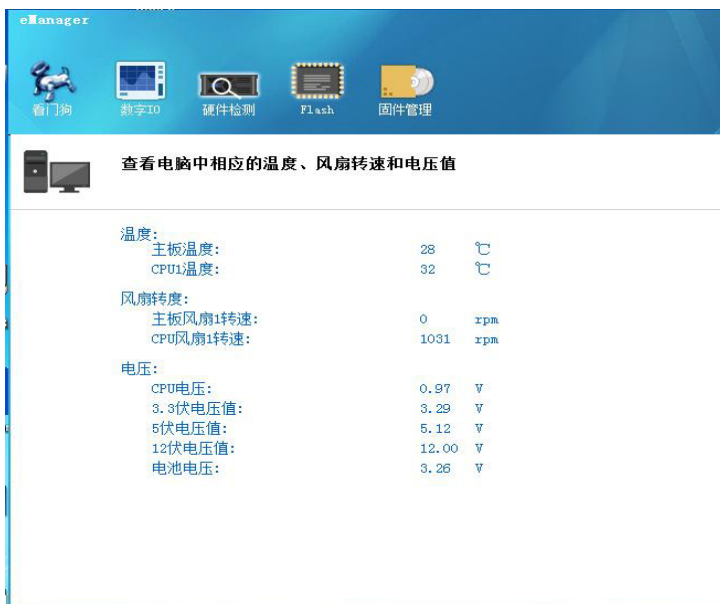 eManager
看门狗 数字IO 硬件检测 Flash 固件管理
查看电脑中相应的温度、风扇转速和电压值
温度:
主板温度: 28 ℃
CPU1温度: 32 ℃
风扇转度:
主板风扇1转速: 0 rpm
CPU风扇1转速: 1031 rpm
电压:
CPU电压: 0.97 V
3.3伏电压值: 3.29 V
5伏电压值: 5.12 V
12伏电压值: 12.00 V
电池电压: 3.26 V